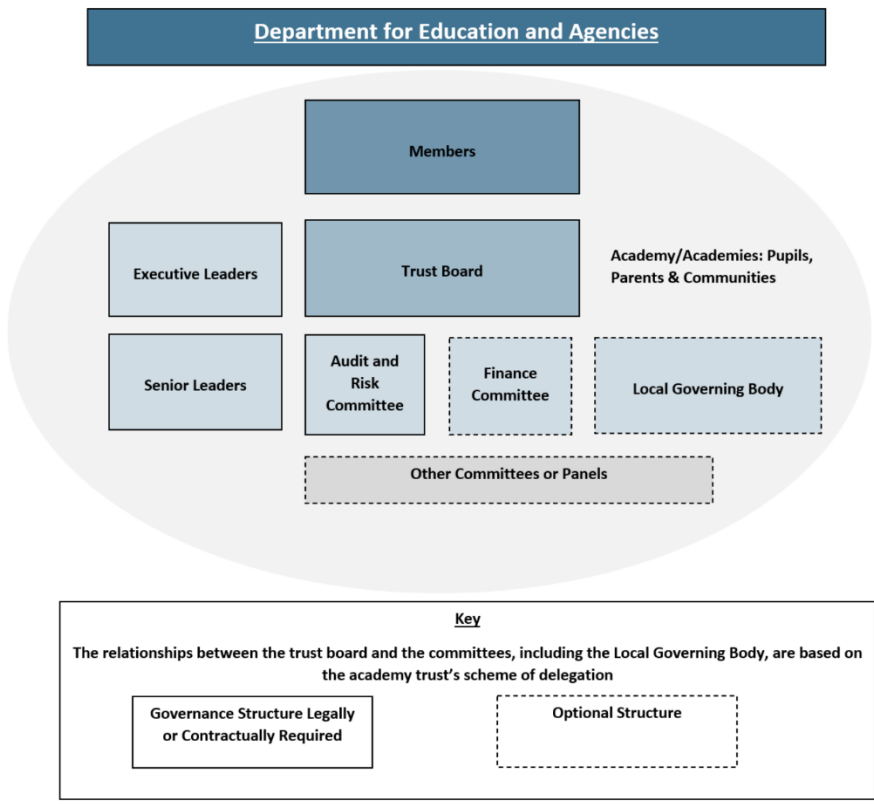 Department for Education and Agencies
Members
Executive Leaders
Trust Board
Academy/Academies: Pupils,
Parents & Communities
Senior Leaders
Audit and
Risk
Committee
Finance
Committee
Local Governing Body
Other Committees or Panels
Key
The relationships between the trust board and the committees, including the Local Governing Body, are based on
the academy trust’s scheme of delegation
Governance Structure Legally
or Contractually Required
Optional Structure